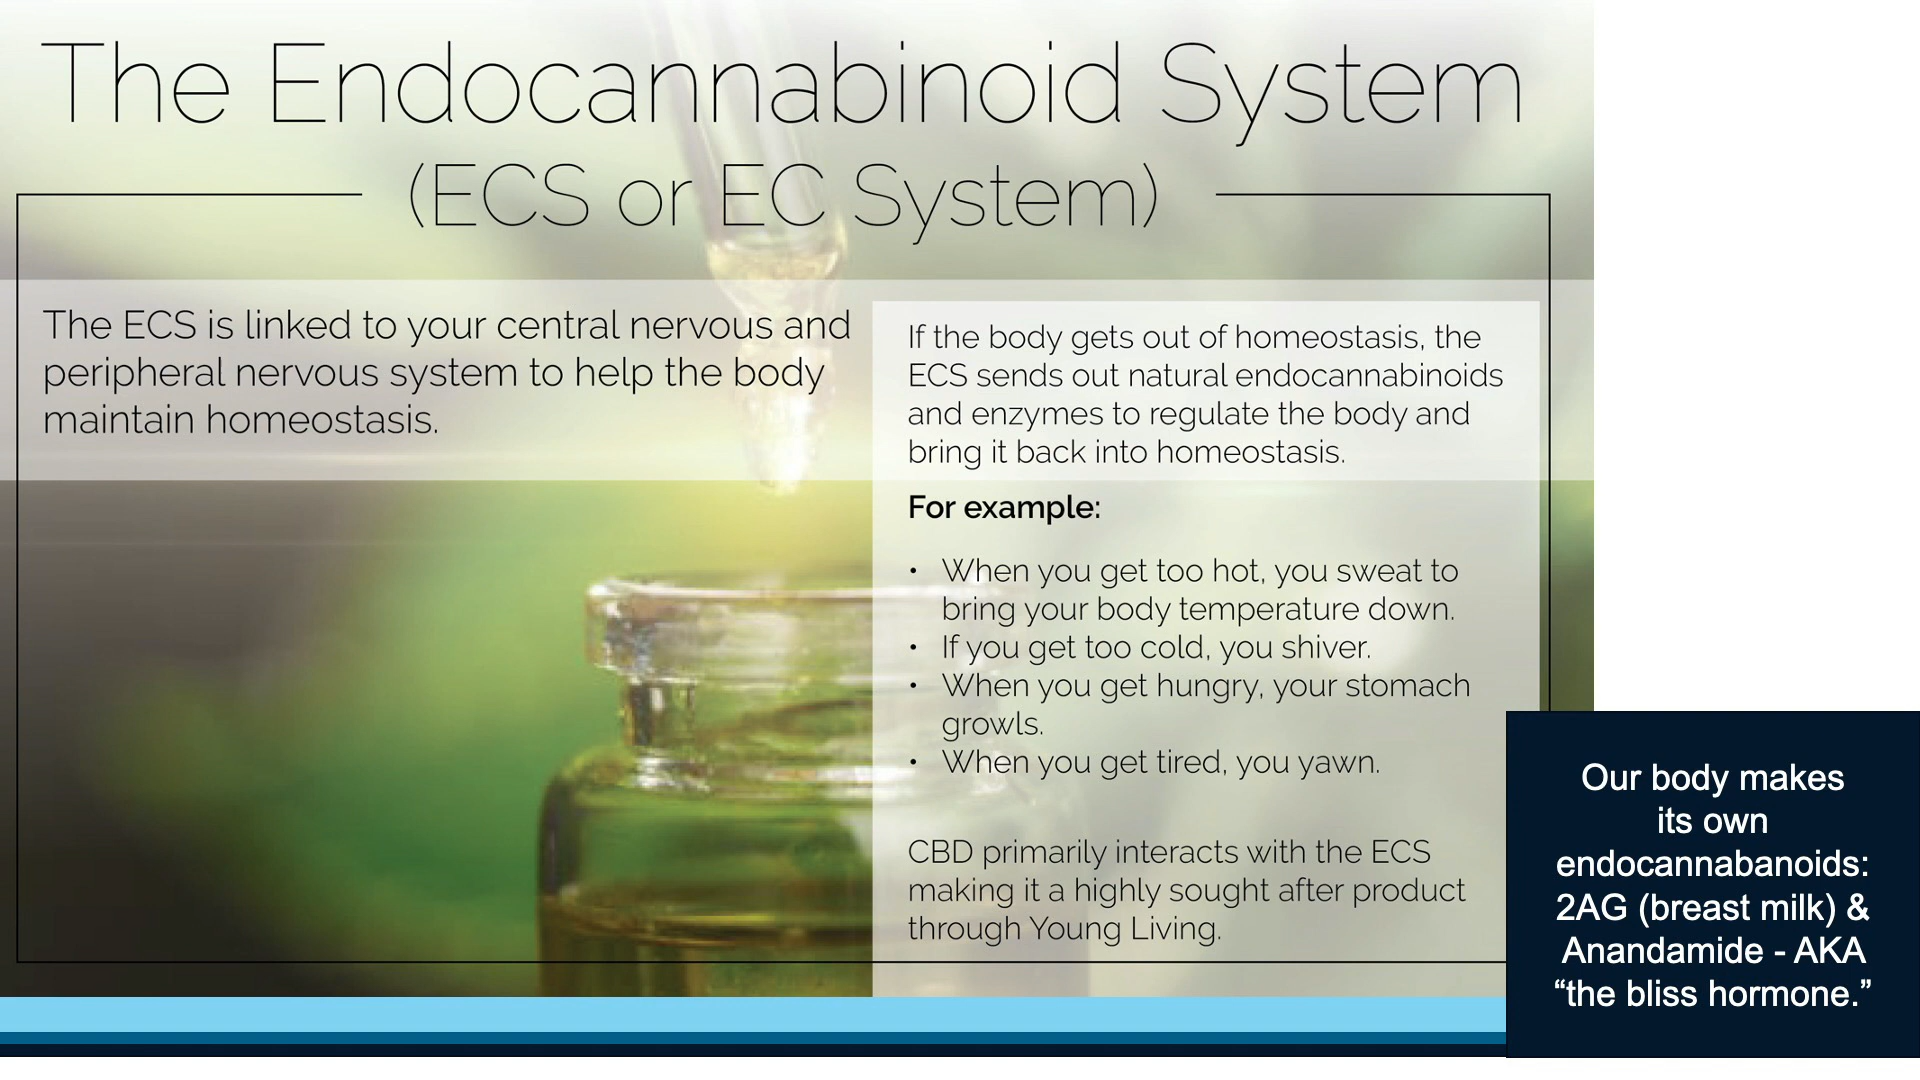 The Endocannabinoid System
(ECS or EC System)
The ECS is linked to your central nervous and
peripheral nervous system to help the body
maintain homeostasis.
If the body gets out of homeostasis, the
ECS sends out natural endocannabinoids
and enzymes to regulate the body and
bring it back into homeostasis.
For example:
• When you get too hot, you sweat to
bring your body temperature down.
• If you get too cold, you shiver.
• When you get hungry, your stomach
growls.
• When you get tired, you yawn.
CBD primarily interacts with the ECS
making it a highly sought after product
through Young Living.
Our body makes
its own
endocannabanoids:
2AG (breast milk) &
Anandamide - AKA
“the bliss hormone.”